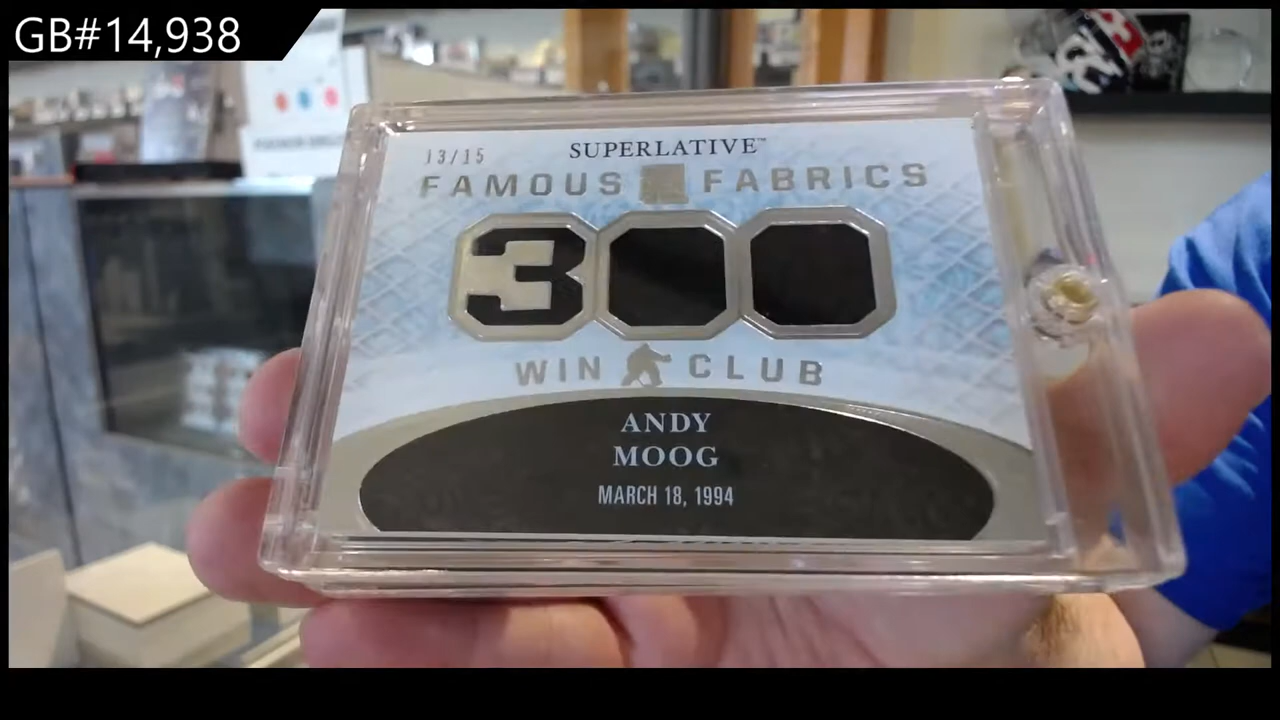 GB#14,938
13/15
SUPERLATIVE™
FAMOUS FABRICS
300
WIN CLUB
ANDY
MOOG
MARCH 18, 1994